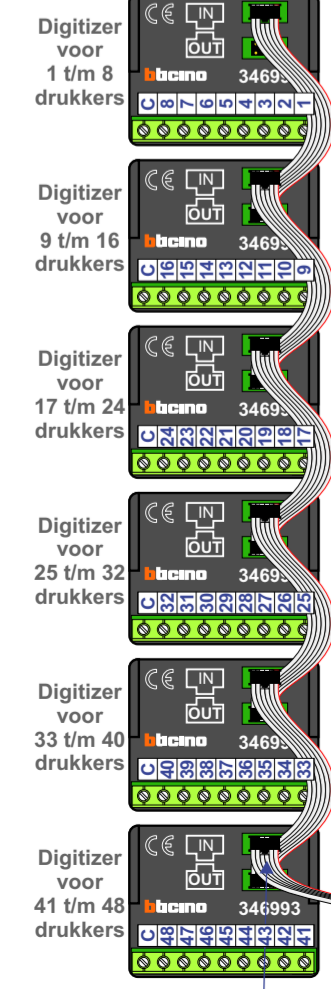 Digitizer
voor
1 t/m 8
drukkers
CE IN
OUT
bticino 34699
C 8 7 6 5 4 3 2 1
Digitizer
voor
9 t/m 16
drukkers
CE IN
OUT
bticino 34699
C 16 15 14 13 12 11 10 9
Digitizer
voor
17 t/m 24
drukkers
CE IN
OUT
bticino 34699
C 24 23 22 21 20 19 18 17
Digitizer
voor
25 t/m 32
drukkers
CE IN
OUT
bticino 34699
C 32 31 30 29 28 27 26 25
Digitizer
voor
33 t/m 40
drukkers
CE IN
OUT
bticino 34699
C 40 39 38 37 36 35 34 33
Digitizer
voor
41 t/m 48
drukkers
CE IN
OUT
bticino 346993
C 48 47 46 45 44 43 42 41